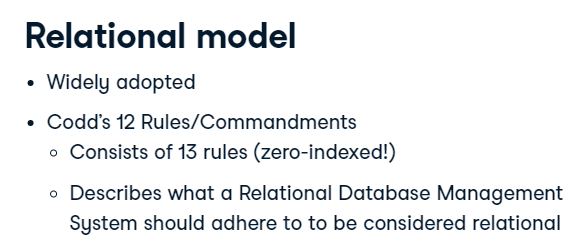 Relational model
• Widely adopted
• Codd's 12 Rules/Commandments
◦ Consists of 13 rules (zero-indexed!)
◦ Describes what a Relational Database Management
System should adhere to to be considered relational